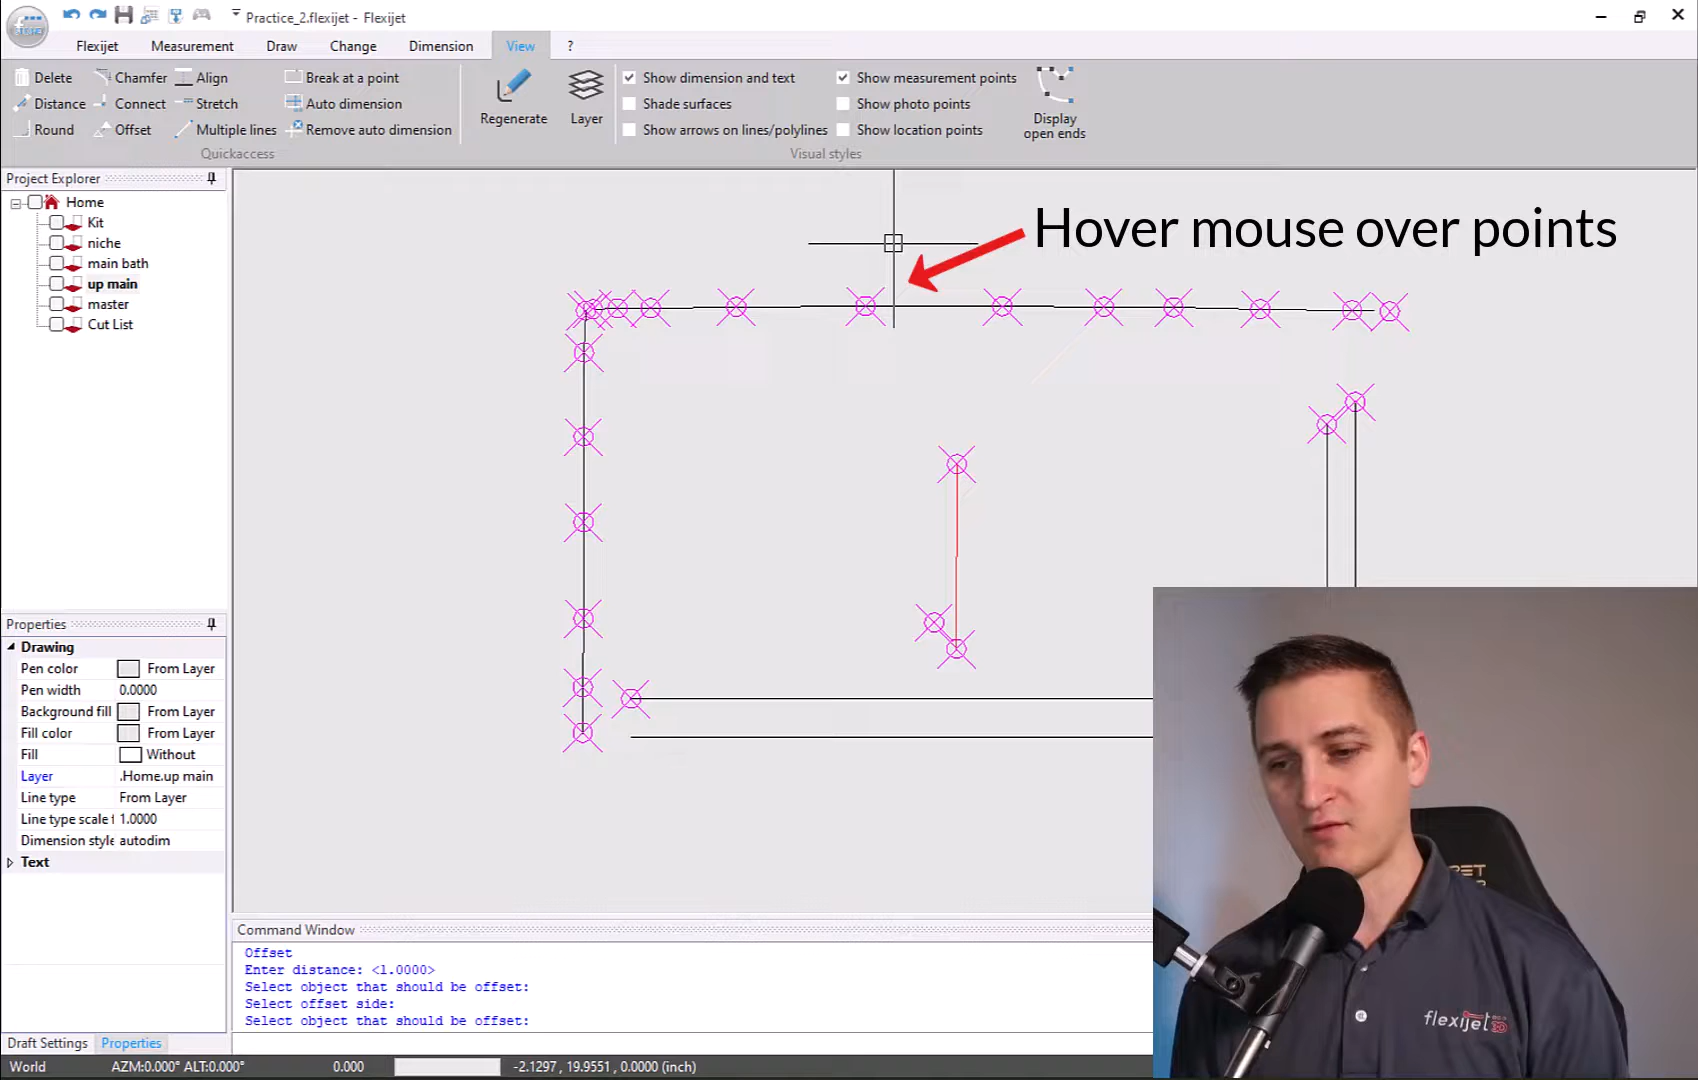 Practice_2.flexijet - Flexijet
Flexijet Measurement Draw Change Dimension View ?
Delete Chamfer Align Break at a point
Distance Connect Stretch Auto dimension
Round Offset Multiple lines Remove auto dimension
Quickaccess
Regenerate Layer
Show dimension and text Show measurement points
Shade surfaces Show photo points
Show arrows on lines/polylines Show location points
Display
open ends
Visual styles
Project Explorer
Home
Kit
niche
main bath
up main
master
Cut List
Hover mouse over points
Properties
Drawing
Pen color From Layer
Pen width 0.0000
Background fill From Layer
Fill color From Layer
Fill Without
Layer .Home.up main
Line type From Layer
Line type scale f 1.0000
Dimension style autodim
Text
Command Window
Offset
Enter distance: <1.0000>
Select object that should be offset:
Select offset side:
Select object that should be offset:
flexijet
Draft Settings Properties
World AZM:0.000° ALT:0.000° 0.000 -2.1297 , 19.9551 , 0.0000 (inch)